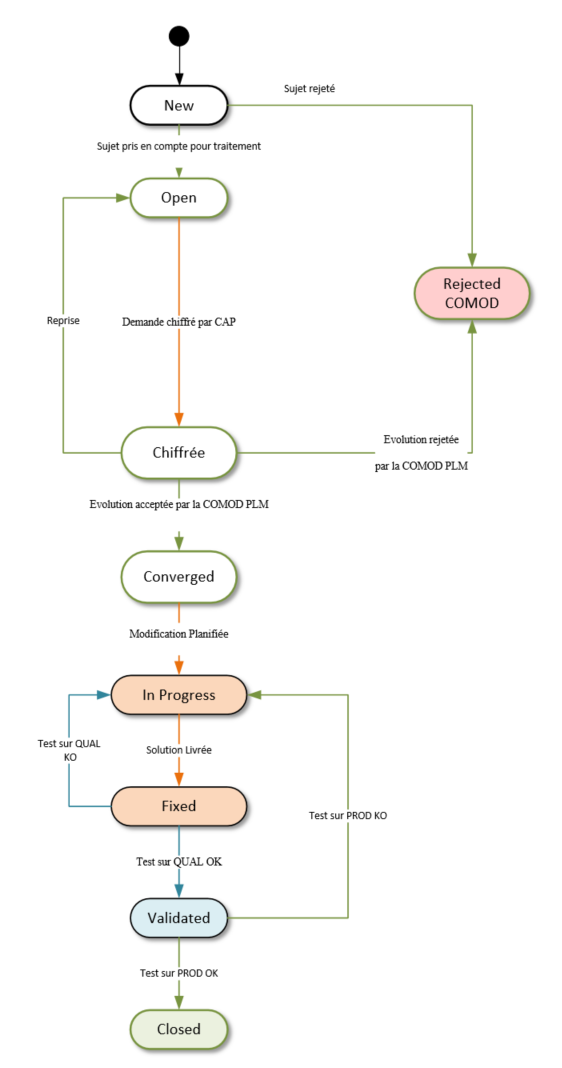 Sujet rejeté
New
Sujet pris en compte pour traitement
Open
Rejected
COMOD
Reprise
Demande chiffré par CAP
Evolution rejetée
par la COMOD PLM
Chiffrée
Evolution acceptée par la COMOD PLM
Converged
Modification Planifiée
In Progress
Test sur QUAL
KO
Solution Livrée
Fixed
Test sur PROD KO
Test sur QUAL OK
Validated
Test sur PROD OK
Closed